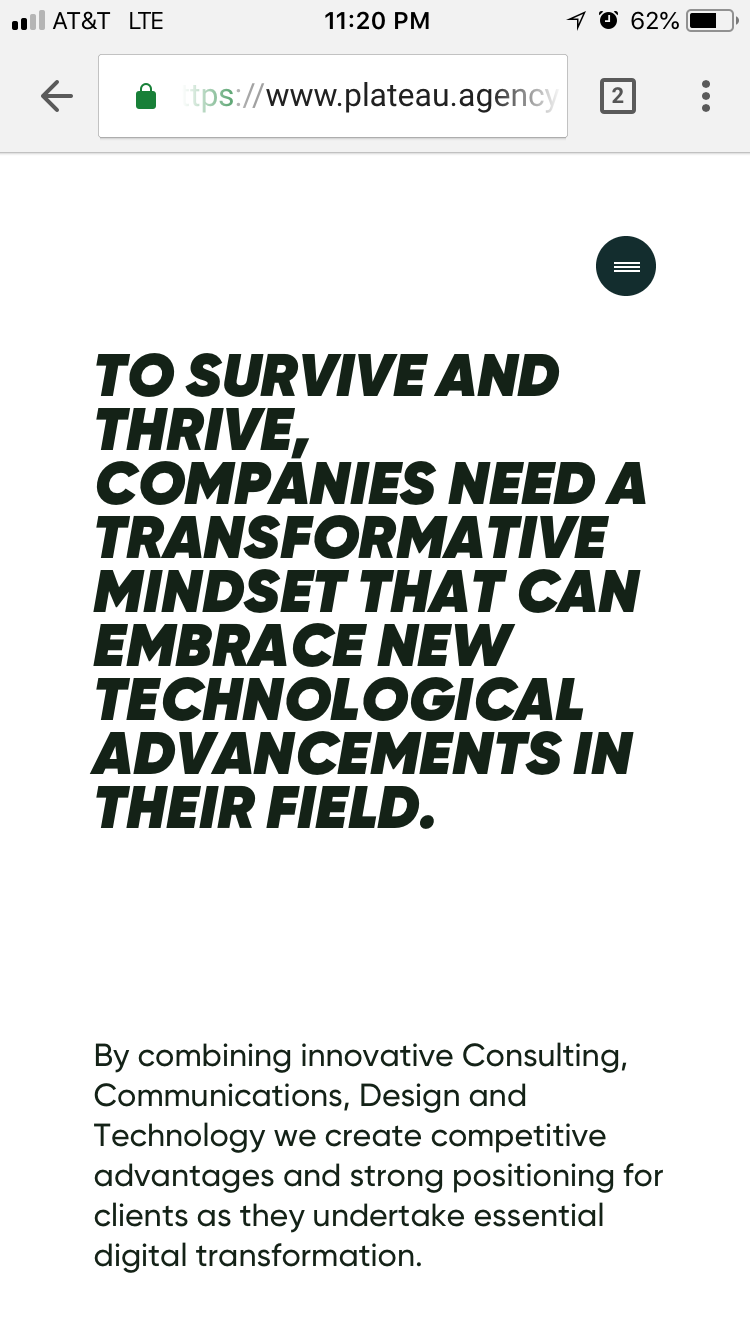 AT&T LTE 11:20 PM 62%
ttps://www.plateau.agency 2
TO SURVIVE AND
THRIVE,
COMPANIES NEED A
TRANSFORMATIVE
MINDSET THAT CAN
EMBRACE NEW
TECHNOLOGICAL
ADVANCEMENTS IN
THEIR FIELD.
By combining innovative Consulting,
Communications, Design and
Technology we create competitive
advantages and strong positioning for
clients as they undertake essential
digital transformation.